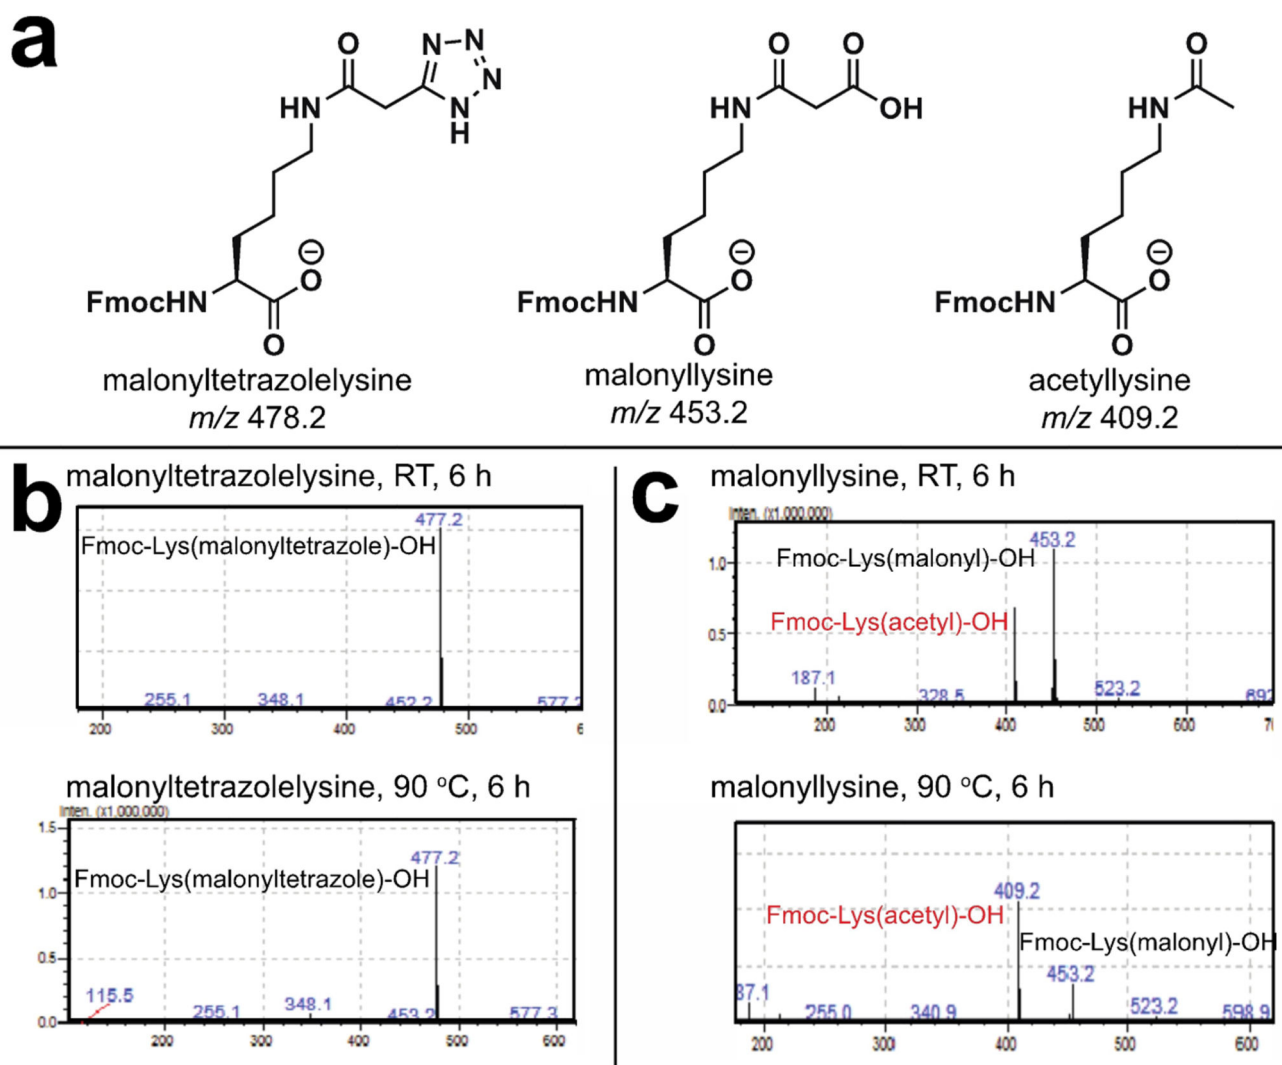 a
O
N
N
N
N
H
HN
O
FmocHN
O
malonyltetrazolelysine
m/z 478.2
O
O
HN
OH
O
FmocHN
O
malonyllysine
m/z 453.2
O
HN
O
FmocHN
O
acetyllysine
m/z 409.2
b
malonyltetrazolelysine, RT, 6 h
477.2
Fmoc-Lys(malonyltetrazole)-OH
255.1 348.1 452.2 577.2
200 300 400 500 6
malonyltetrazolelysine, 90 °C, 6 h
Inten. (x1,000,000)
1.5
477.2
Fmoc-Lys(malonyltetrazole)-OH
1.0
0.5
115.5 255.1 348.1 453.2 577.3
0.0
200 300 400 500 600
c
malonyllysine, RT, 6 h
Inten. (x1,000,000)
453.2
Fmoc-Lys(malonyl)-OH
1.0
Fmoc-Lys(acetyl)-OH
0.5
187.1 328.5 523.2 692
0.0
200 300 400 500 600
malonyllysine, 90 °C, 6 h
409.2
Fmoc-Lys(acetyl)-OH
Fmoc-Lys(malonyl)-OH
453.2
37.1 255.0 340.9 523.2 598.9
200 300 400 500 600